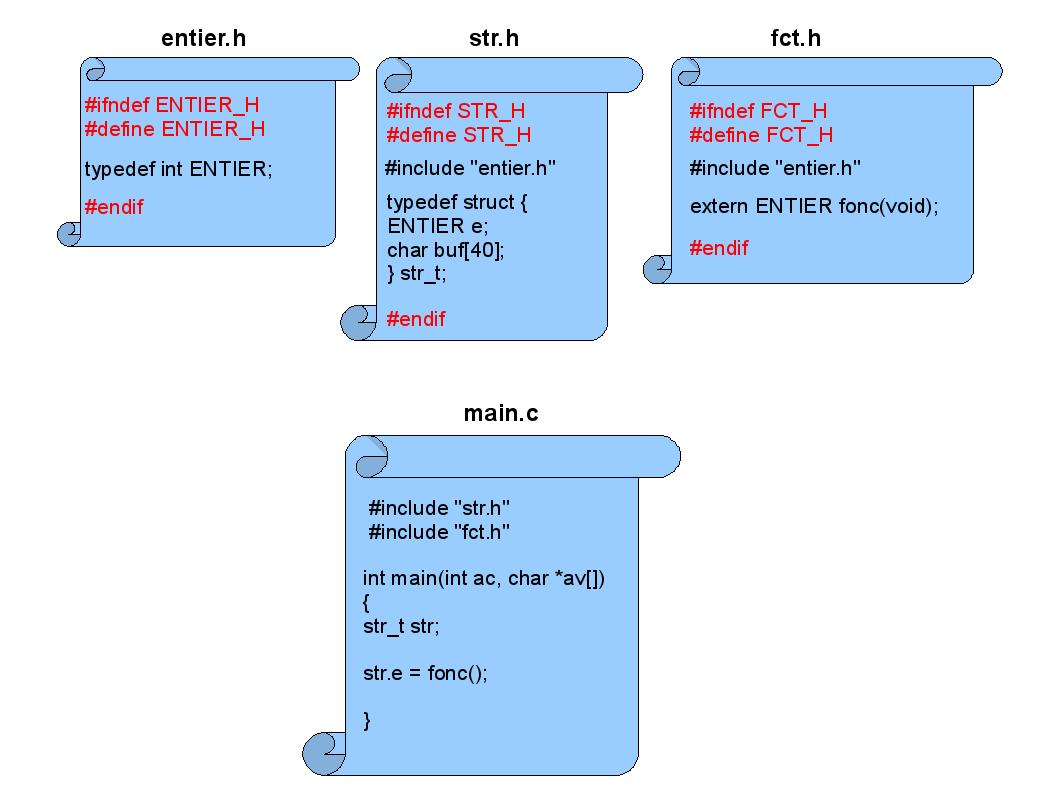 entier.h
#ifndef ENTIER_H
#define ENTIER_H
typedef int ENTIER;
#endif
str.h
#ifndef STR_H
#define STR_H
#include "entier.h"
typedef struct {
ENTIER e;
char buf[40];
} str_t;
#endif
fct.h
#ifndef FCT_H
#define FCT_H
#include "entier.h"
extern ENTIER fonc(void);
#endif
main.c
#include "str.h"
#include "fct.h"
int main(int ac, char *av[])
{
str_t str;
str.e = fonc();
}